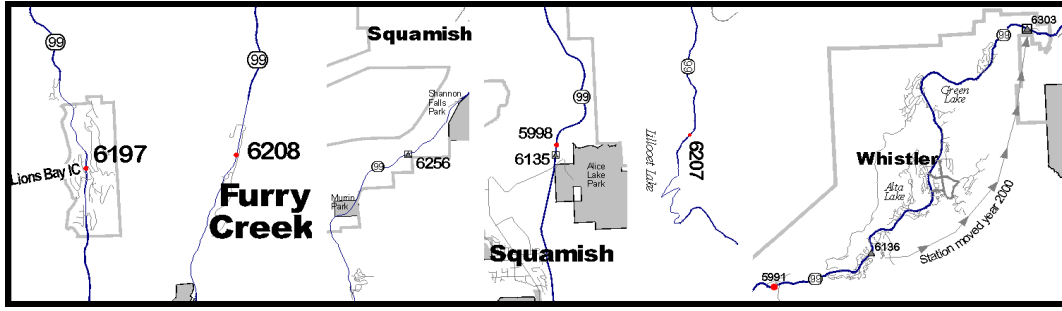 99
6197
Lions Bay IC
99
6208
Furry
Creek
Squamish
Shannon
Falls
Park
99
6256
Murrin
Park
99
5998
6135
Alice
Lake
Park
Squamish
99
Lillooet Lake
6207
6303
99
Green
Lake
Whistler
Alta
Lake
Station moved year 2000
6136
5991
99